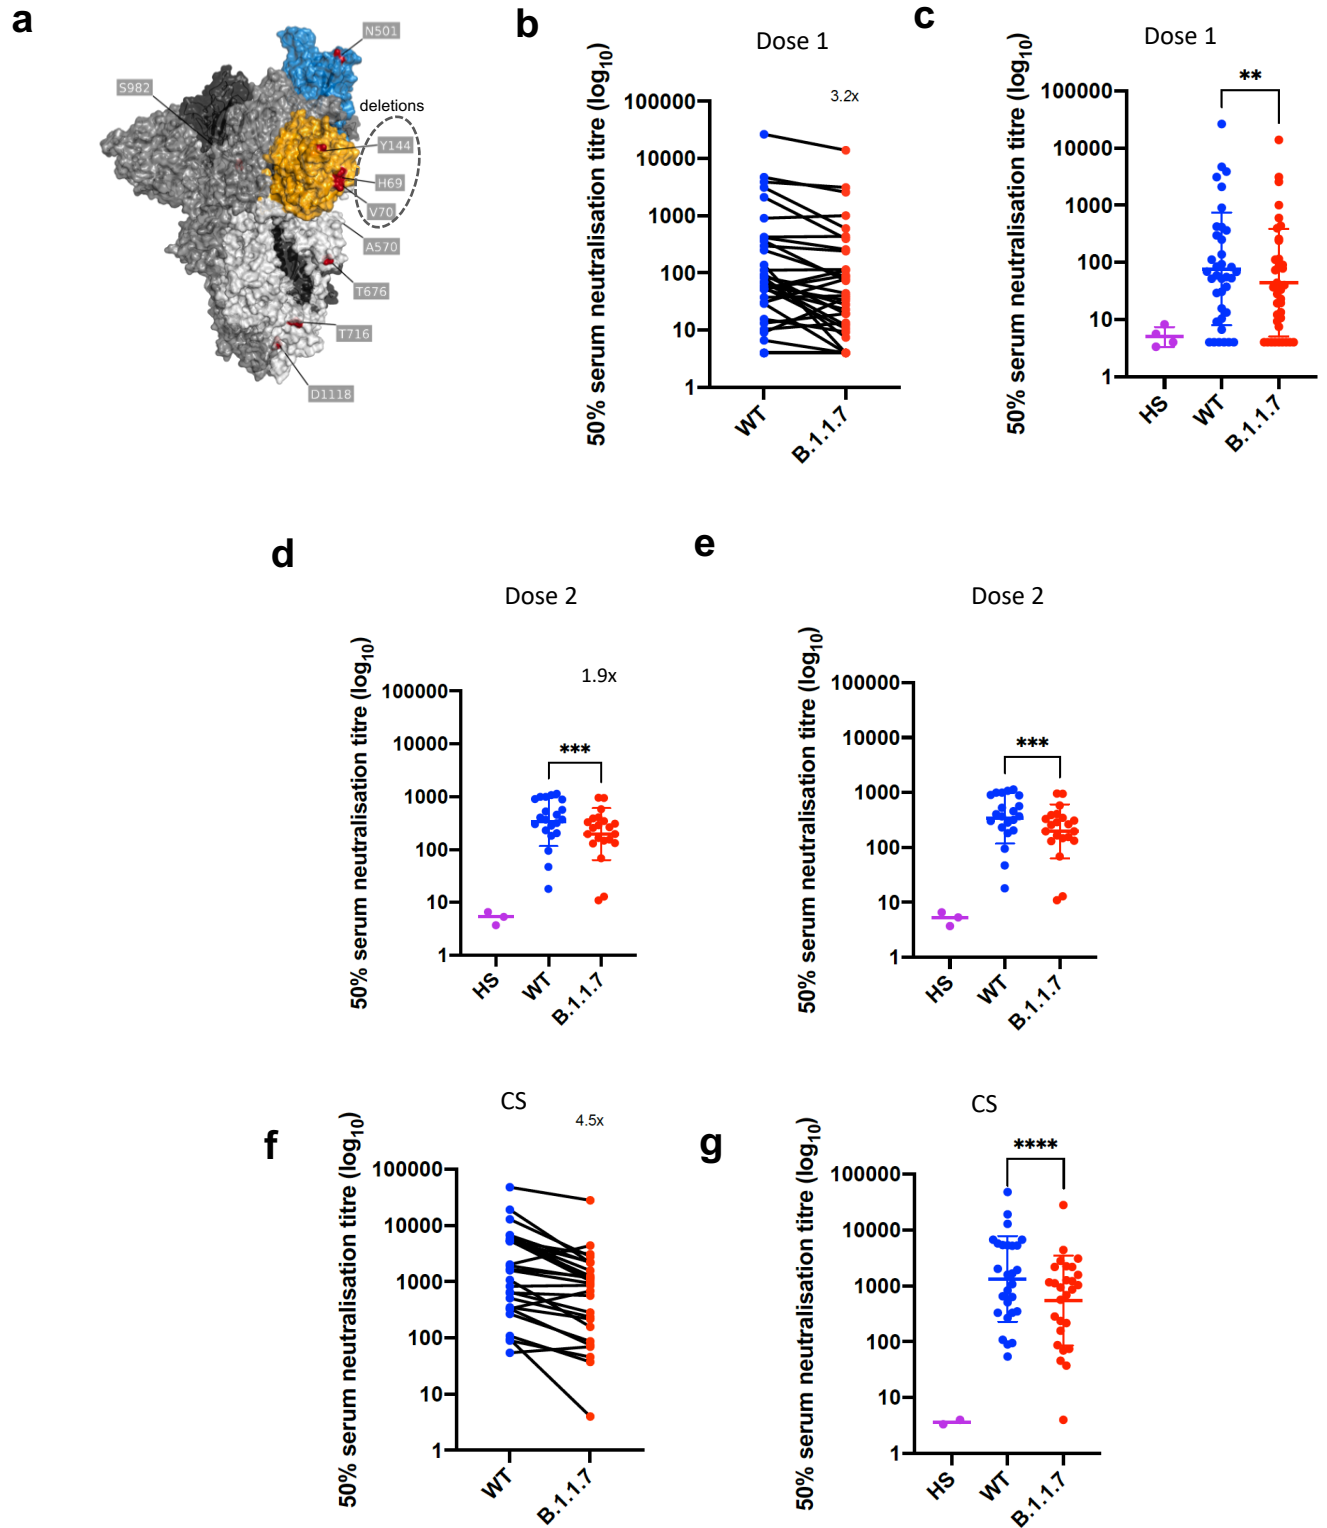 a
N501
S982
deletions
Y144
H69
V70
A570
T676
T716
D1118
b
Dose 1
3.2x
50% serum neutralisation titre (log10)
100000
10000
1000
100
10
1
WT
B.1.1.7
c
Dose 1
**
50% serum neutralisation titre (log10)
100000
10000
1000
100
10
1
HS
WT
B.1.1.7
d
Dose 2
1.9x
50% serum neutralisation titre (log10)
100000
10000
1000
100
10
1
***
HS
WT
B.1.1.7
e
Dose 2
50% serum neutralisation titre (log10)
100000
10000
1000
100
10
1
***
HS
WT
B.1.1.7
f
CS
4.5x
50% serum neutralisation titre (log10)
100000
10000
1000
100
10
1
WT
B.1.1.7
g
CS
****
50% serum neutralisation titre (log10)
100000
10000
1000
100
10
1
HS
WT
B.1.1.7